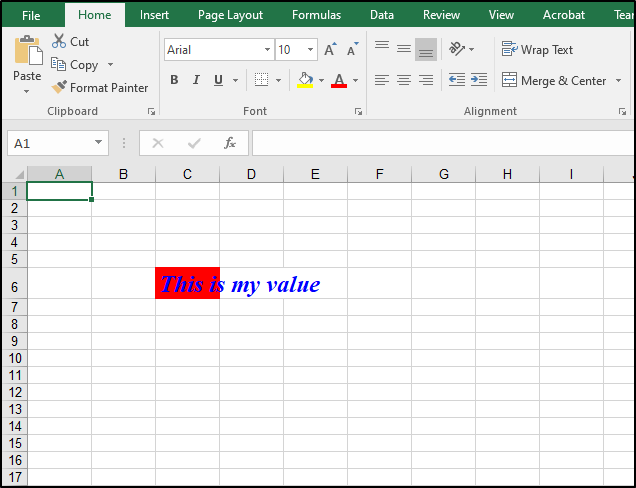 File Home Insert Page Layout Formulas Data Review View Acrobat Tean
Cut Arial 10 A A Wrap Text
Copy
Paste Format Painter B I U A Merge & Center
Clipboard Font Alignment
A1 fx
A B C D E F G H I
1
2
3
4
5
6 This is my value
7
8
9
10
11
12
13
14
15
16
17